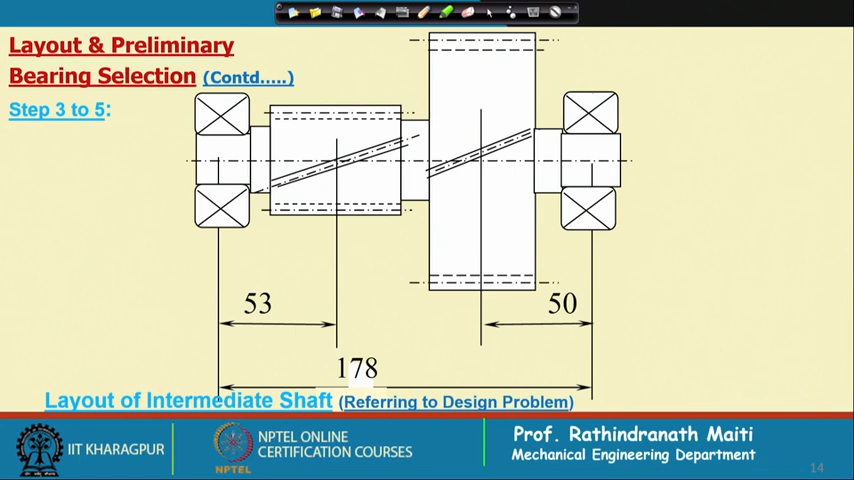 Layout & Preliminary
Bearing Selection (Contd.....)
Step 3 to 5:
53
50
178
Layout of Intermediate Shaft (Referring to Design Problem)
IIT KHARAGPUR
NPTEL
NPTEL ONLINE
CERTIFICATION COURSES
Prof. Rathindranath Maiti
Mechanical Engineering Department
14